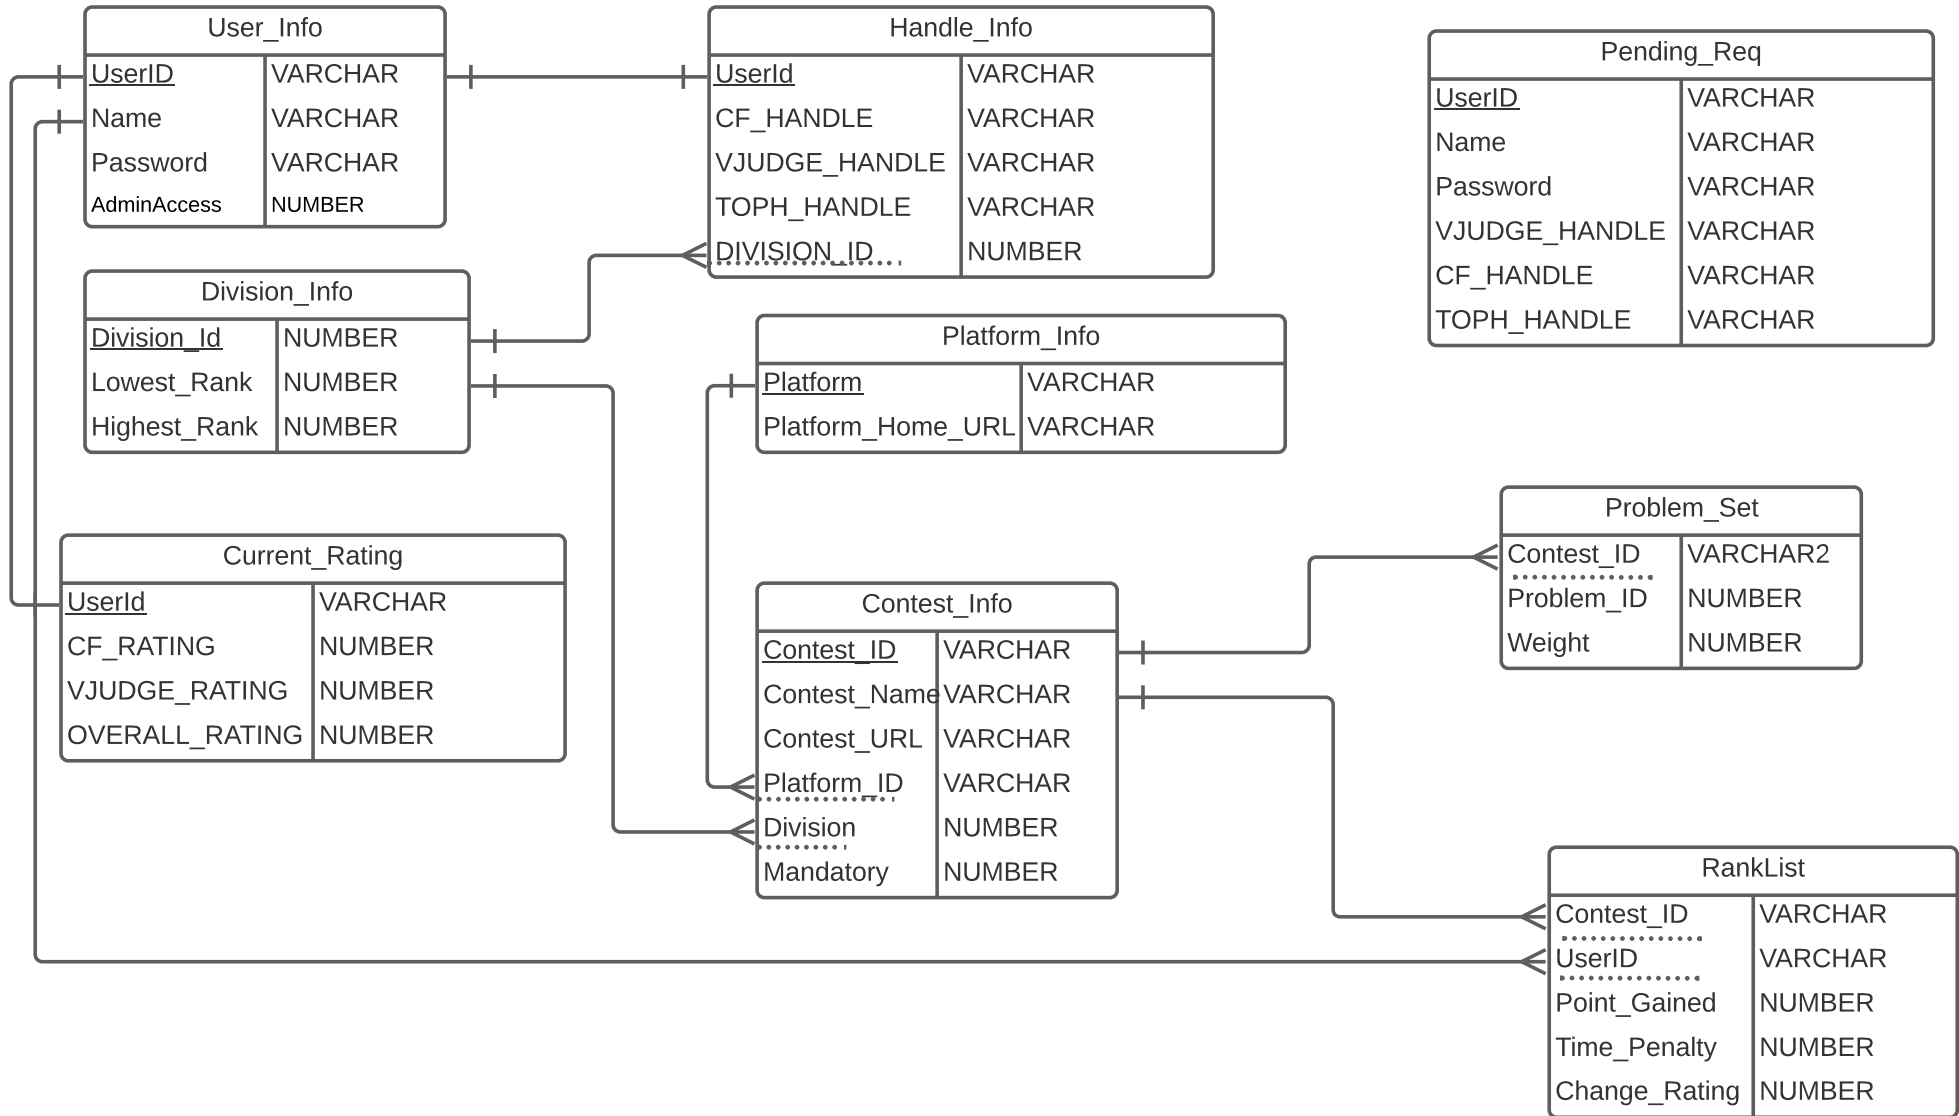 User_Info
UserID VARCHAR
Name VARCHAR
Password VARCHAR
AdminAccess NUMBER
Handle_Info
UserId VARCHAR
CF_HANDLE VARCHAR
VJUDGE_HANDLE VARCHAR
TOPH_HANDLE VARCHAR
DIVISION_ID NUMBER
Pending_Req
UserID VARCHAR
Name VARCHAR
Password VARCHAR
VJUDGE_HANDLE VARCHAR
CF_HANDLE VARCHAR
TOPH_HANDLE VARCHAR
Division_Info
Division_Id NUMBER
Lowest_Rank NUMBER
Highest_Rank NUMBER
Platform_Info
Platform VARCHAR
Platform_Home_URL VARCHAR
Problem_Set
Contest_ID VARCHAR2
Problem_ID NUMBER
Weight NUMBER
Current_Rating
UserId VARCHAR
CF_RATING NUMBER
VJUDGE_RATING NUMBER
OVERALL_RATING NUMBER
Contest_Info
Contest_ID VARCHAR
Contest_Name VARCHAR
Contest_URL VARCHAR
Platform_ID VARCHAR
Division NUMBER
Mandatory NUMBER
RankList
Contest_ID VARCHAR
UserID VARCHAR
Point_Gained NUMBER
Time_Penalty NUMBER
Change_Rating NUMBER